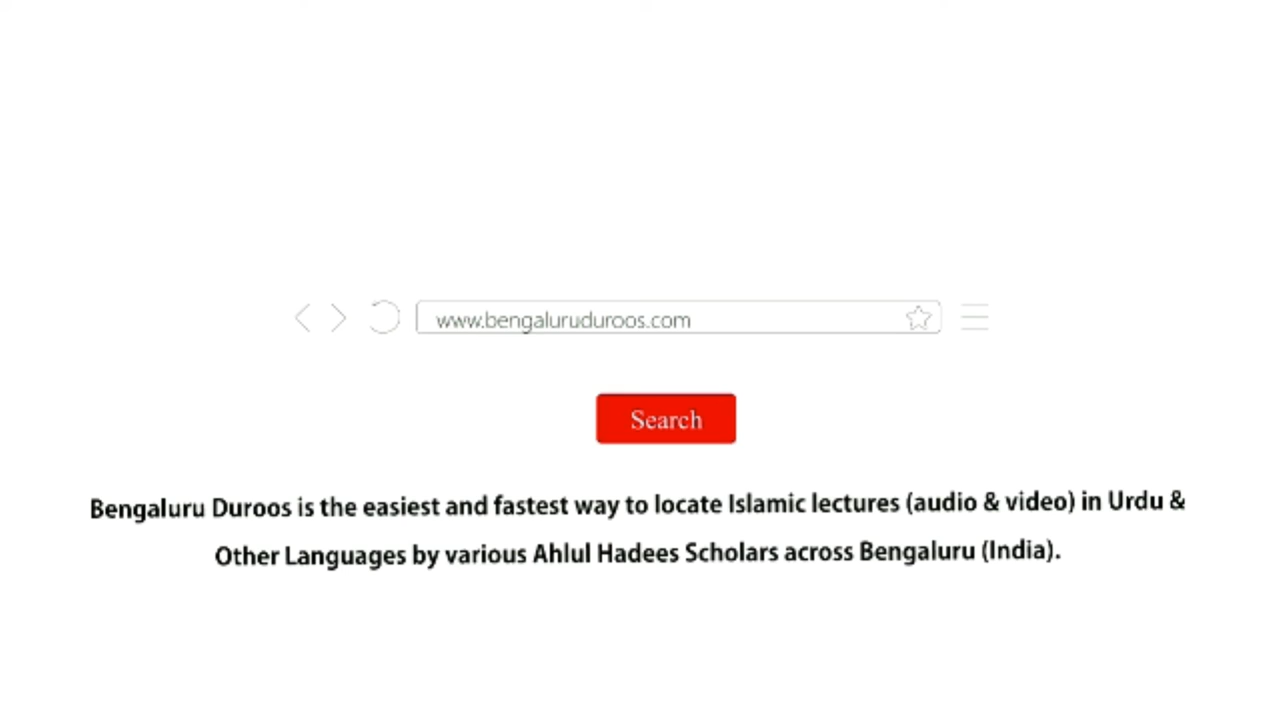 www.bengaluruduroos.com
Search
Bengaluru Duroos is the easiest and fastest way to locate Islamic lectures (audio & video) in Urdu &
Other Languages by various Ahlul Hadees Scholars across Bengaluru (India).